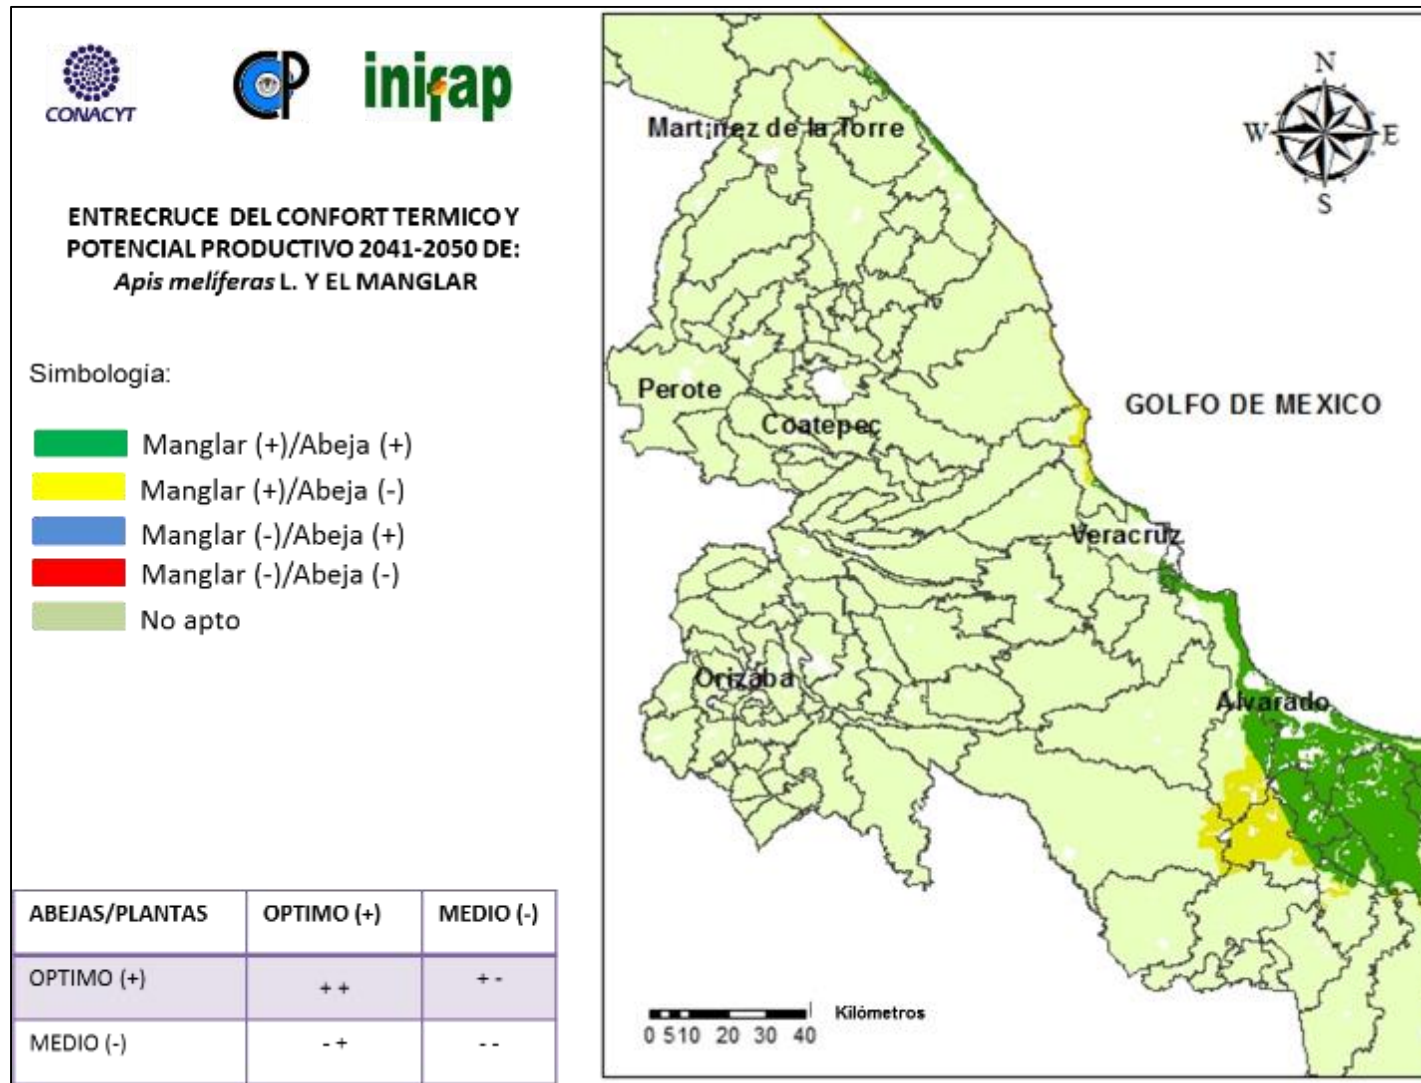 CONACYT
CP
inifap
ENTRECRUCE DEL CONFORT TERMICO Y
POTENCIAL PRODUCTIVO 2041-2050 DE:
Apis melíferas L. Y EL MANGLAR
Simbología:
Manglar (+)/Abeja (+)
Manglar (+)/Abeja (-)
Manglar (-)/Abeja (+)
Manglar (-)/Abeja (-)
No apto
ABEJAS/PLANTAS OPTIMO (+) MEDIO (-)
OPTIMO (+) + + + -
MEDIO (-) - + - -
N
W E
S
Mart¡nez de la Torre
Perote
Coatepec
GOLFO DE MEXICO
Veracruz
Orizaba
Alvarado
Kilómetros
0 5 10 20 30 40